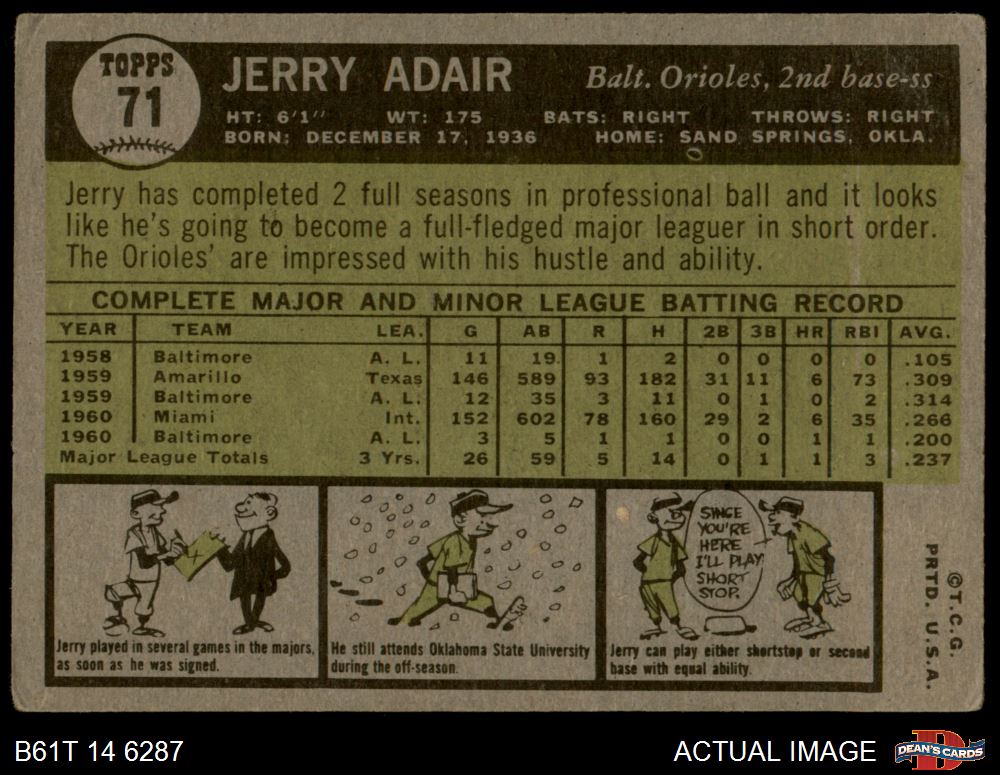 TOPPS
71
JERRY ADAIR
Balt. Orioles, 2nd base-ss
HT: 6'1" WT: 175 BATS: RIGHT THROWS: RIGHT
BORN: DECEMBER 17, 1936 HOME: SAND SPRINGS, OKLA.
Jerry has completed 2 full seasons in professional ball and it looks
like he's going to become a full-fledged major leaguer in short order.
The Orioles' are impressed with his hustle and ability.
COMPLETE MAJOR AND MINOR LEAGUE BATTING RECORD
YEAR TEAM LEA. G AB R H 2B 3B HR RBI AVG.
1958 Baltimore A. L. 11 19 1 2 0 0 0 0 .105
1959 Amarillo Texas 146 589 93 182 31 11 6 73 .309
1959 Baltimore A. L. 12 35 3 11 0 1 0 2 .314
1960 Miami Int. 152 602 78 160 29 2 6 35 .266
1960 Baltimore A. L. 3 5 1 1 0 0 1 1 .200
Major League Totals 3 Yrs. 26 59 5 14 0 1 1 3 .237
Jerry played in several games in the majors,
as soon as he was signed.
He still attends Oklahoma State University
during the off-season.
SINCE
YOU'RE
HERE
I'LL PLAY
SHORT
STOP.
Jerry can play either shortstop or second
base with equal ability.
©T.C.G.
PRTD. U.S.A.
B61T 14 6287
ACTUAL IMAGE
D
DEAN'S CARDS